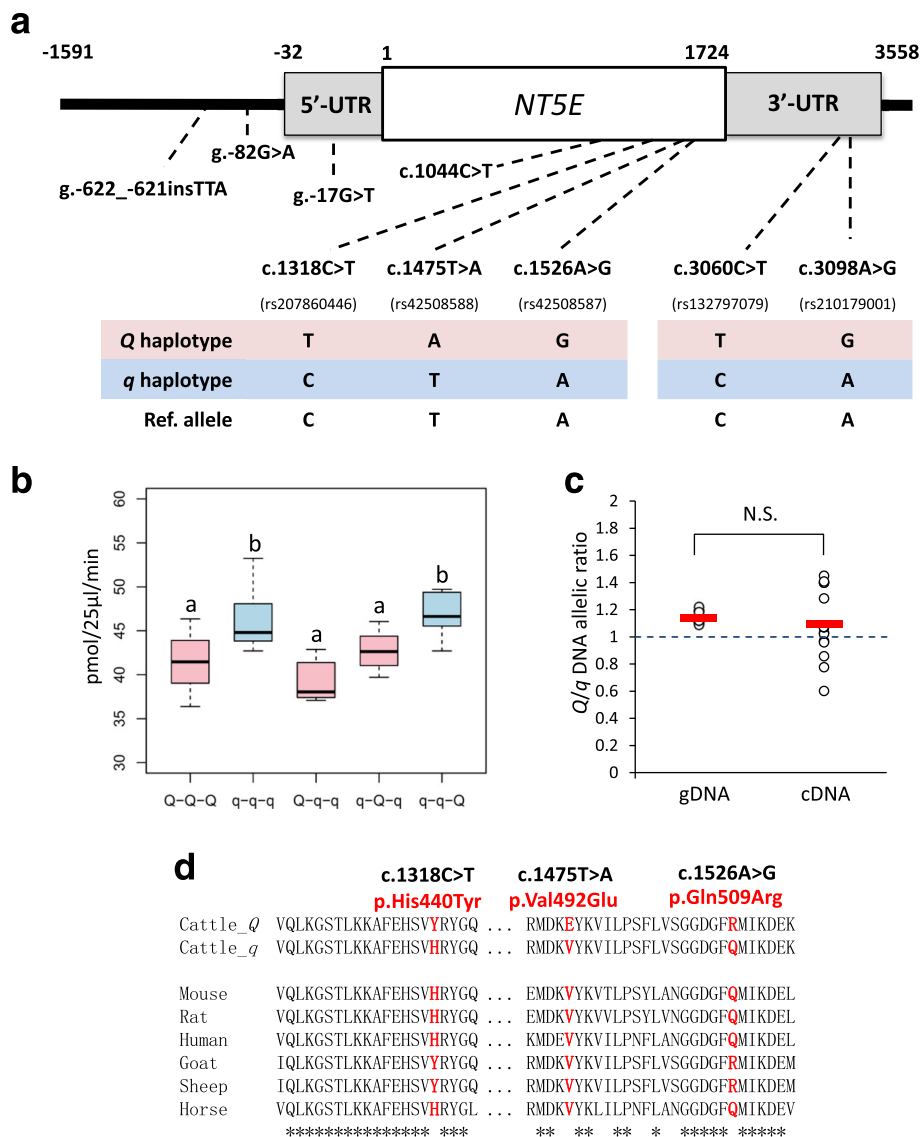 a
-1591 -32 1 1724 3558
5’-UTR NT5E 3’-UTR
g.-82G>A
c.1044C>T
g.-622_-621insTTA
g.-17G>T
c.1318C>T c.1475T>A c.1526A>G c.3060C>T c.3098A>G
(rs207860446) (rs42508588) (rs42508587) (rs132797079) (rs210179001)
Q haplotype T A G T G
q haplotype C T A C A
Ref. allele C T A C A
b
pmol/25µl/min
60
55
50
45
40
35
30
a b a a b
Q-Q-Q q-q-q Q-q-q q-Q-q q-q-Q
c
Q/q DNA allelic ratio
2
1.8
1.6
1.4
1.2
1
0.8
0.6
0.4
0.2
0
N.S.
gDNA cDNA
d
c.1318C>T c.1475T>A c.1526A>G
p.His440Tyr p.Val492Glu p.Gln509Arg
Cattle_Q VQLKGSTLKKAFEHSVYRYGQ ... RMDKEYKVILPSFLVSGGDGFRMIKDEK
Cattle_q VQLKGSTLKKAFEHSVHRYGQ ... RMDKVYKVILPSFLVSGGDGFQMIKDEK
Mouse VQLKGSTLKKAFEHSVHRYGQ ... EMDKVYKVTLPSYLANGGDGFQMIKDEL
Rat VQLKGSTLKKAFEHSVHRYGQ ... EMDKVYKVVLPSYLVSGGDGFQMIKDEL
Human VQLKGSTLKKAFEHSVHRYGQ ... KMDEVYKVILPNFLANGGDGFQMIKDEL
Goat IQLKGSTLKKAFEHSVYRYGQ ... RMDKVYKVILPSFLVSGGDGFRMIKDEM
Sheep IQLKGSTLKKAFEHSVYRYGQ ... RMDKVYKVILPSFLVSGGDGFRMIKDEM
Horse VQLKGSTLKKAFEHSVHRYGL ... RMDKVYKLILPNFLANGGDGFQMIKDEV
*************** *** ** ** ** * ***** *****